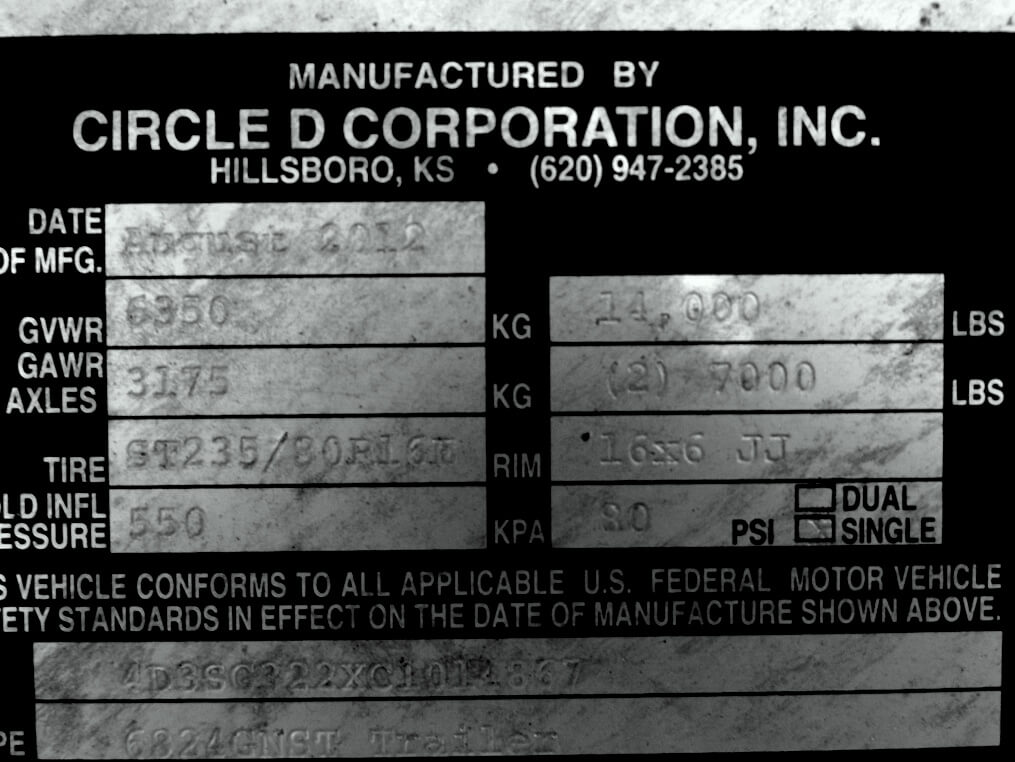 MANUFACTURED BY
CIRCLE D CORPORATION, INC.
HILLSBORO, KS • (620) 947-2385
DATE
OF MFG. August 2012
GVWR 6350 KG 14,000 LBS
GAWR
AXLES 3175 KG (2) 7000 LBS
TIRE RIM 16x6 JJ
OLD INFL
ESSURE 550 KPA 80 PSI DUAL
SINGLE
S VEHICLE CONFORMS TO ALL APPLICABLE U.S. FEDERAL MOTOR VEHICLE
ETY STANDARDS IN EFFECT ON THE DATE OF MANUFACTURE SHOWN ABOVE.
PE 6824GNST Trailer